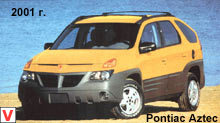 2001 г.
Pontiac Aztec
V